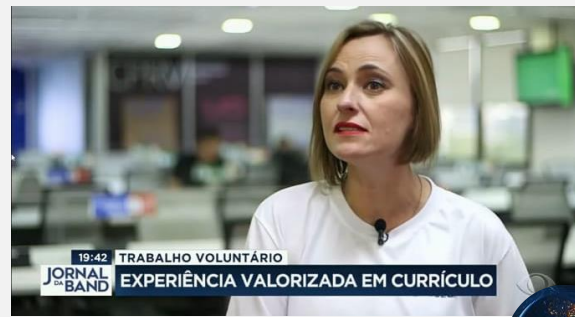 19:42 TRABALHO VOLUNTÁRIO
JORNAL DA BAND
EXPERIÊNCIA VALORIZADA EM CURRÍCULO